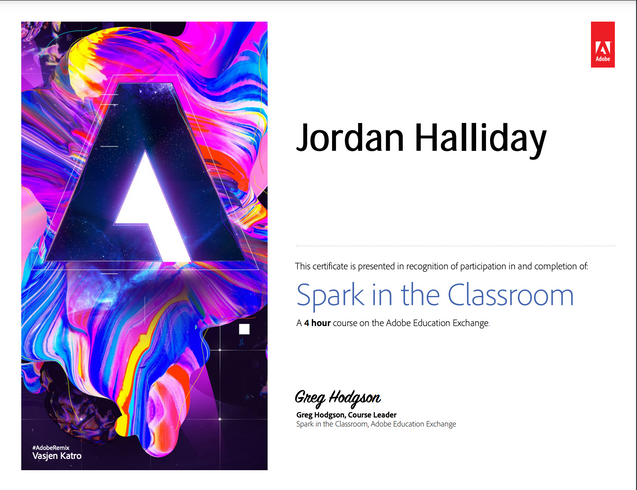 Adobe
Jordan Halliday
This certificate is presented in recognition of participation in and completion of:
Spark in the Classroom
A 4 hour course on the Adobe Education Exchange.
Greg Hodgson
Greg Hodgson, Course Leader
Spark in the Classroom, Adobe Education Exchange
#AdobeRemix
Vasjen Katro